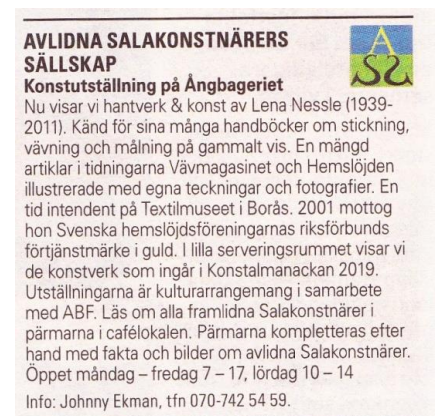 AVLIDNA SALAKONSTNÄRERS
SÄLLSKAP
ASS
Konstutställning på Ångbageriet
Nu visar vi hantverk & konst av Lena Nessle (1939-
2011). Känd för sina många handböcker om stickning,
vävning och målning på gammalt vis. En mängd
artiklar i tidningarna Vävmagasinet och Hemslöjden
illustrerade med egna teckningar och fotografier. En
tid intendent på Textilmuseet i Borås. 2001 mottog
hon Svenska hemslöjdsföreningarnas riksförbunds
förtjänstmärke i guld. I lilla serveringsrummet visar vi
de konstverk som ingår i Konstalmanackan 2019.
Utställningarna är kulturarrangemang i samarbete
med ABF. Läs om alla framlidna Salakonstnärer i
pärmarna i cafélokalen. Pärmarna kompletteras efter
hand med fakta och bilder om avlidna Salakonstnärer.
Öppet måndag – fredag 7 – 17, lördag 10 – 14
Info: Johnny Ekman, tfn 070-742 54 59.